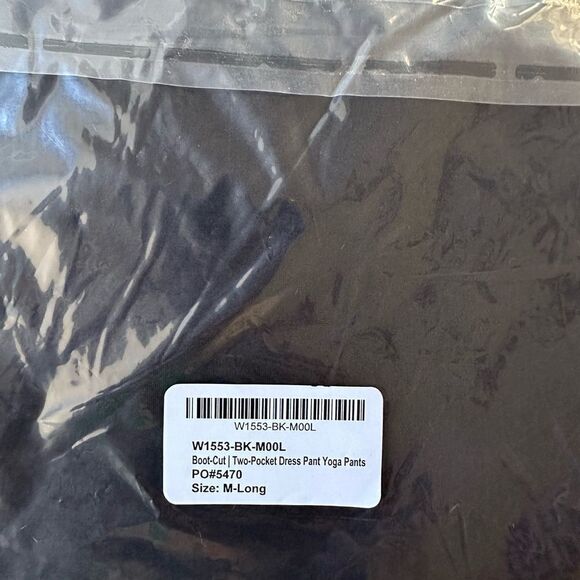 W1553-BK-M00L
W1553-BK-M00L
Boot-Cut | Two-Pocket Dress Pant Yoga Pants
PO#5470
Size: M-Long